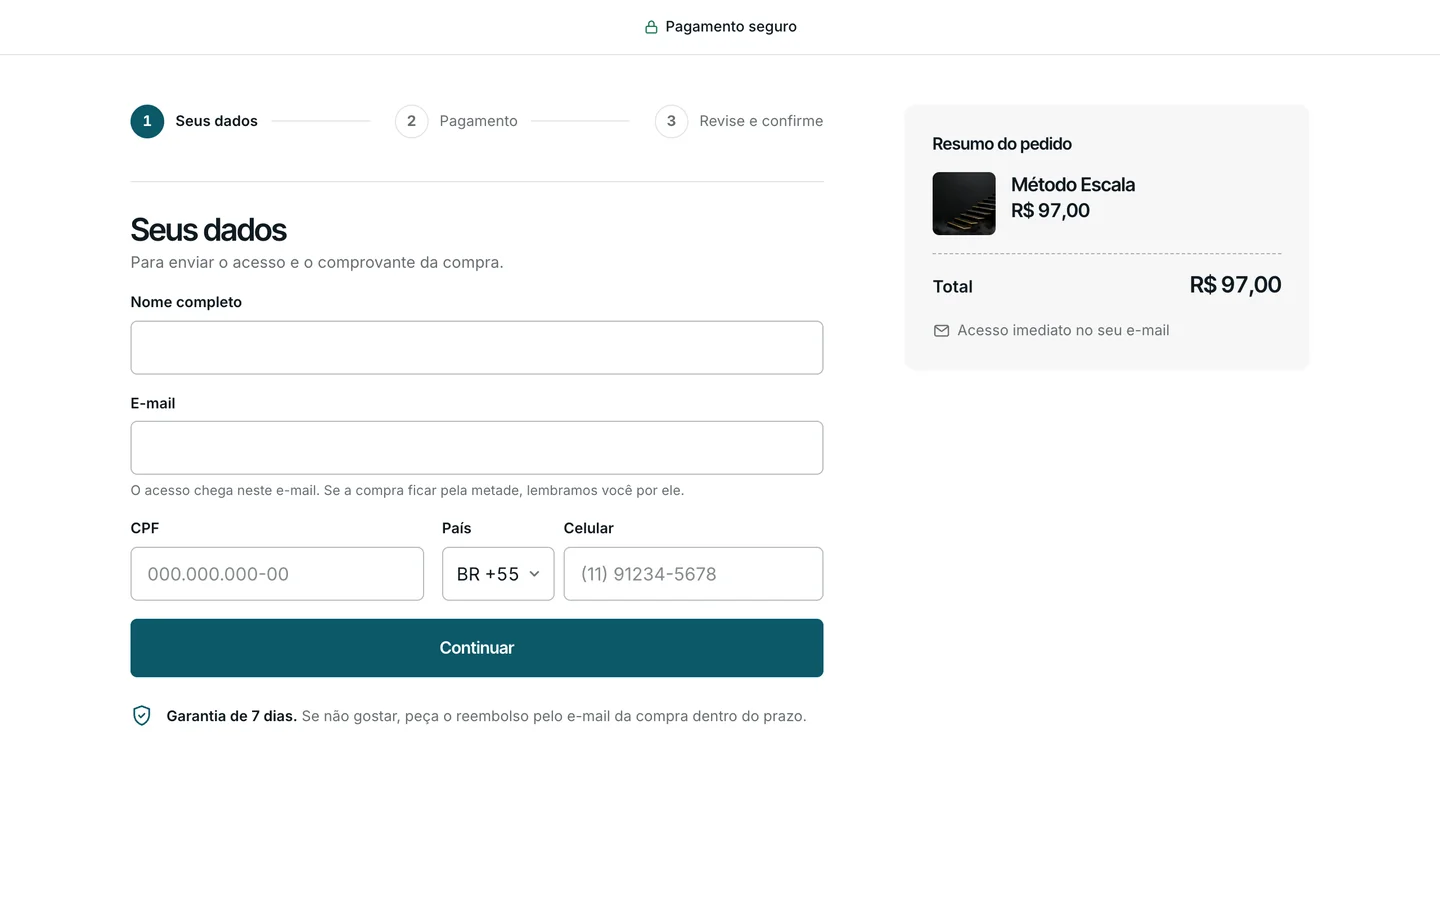 Pagamento seguro
1 Seus dados
2 Pagamento
3 Revise e confirme
Seus dados
Para enviar o acesso e o comprovante da compra.
Nome completo
E-mail
O acesso chega neste e-mail. Se a compra ficar pela metade, lembramos você por ele.
CPF
000.000.000-00
País
BR +55
Celular
(11) 91234-5678
Continuar
Garantia de 7 dias. Se não gostar, peça o reembolso pelo e-mail da compra dentro do prazo.
Resumo do pedido
Método Escala
R$ 97,00
Total R$ 97,00
Acesso imediato no seu e-mail